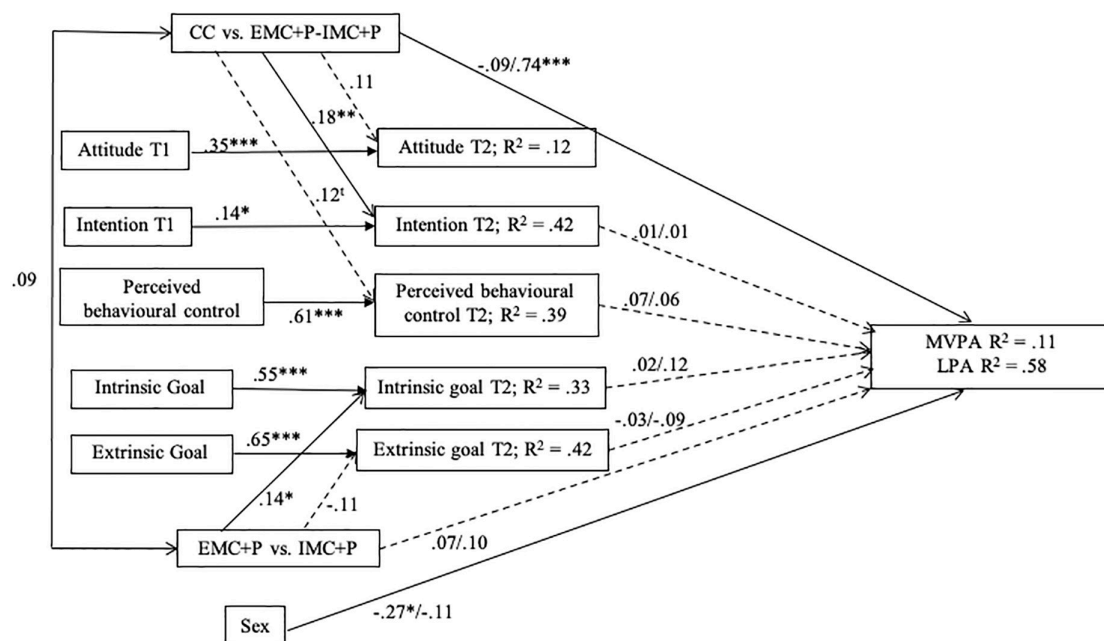 CC vs. EMC+P-IMC+P
-.09/.74***
.11
.18**
Attitude T1
.35***
Attitude T2; R² = .12
.12ᵗ
Intention T1
.14*
Intention T2; R² = .42
.01/.01
.09
Perceived
behavioural control
.61***
Perceived behavioural
control T2; R² = .39
.07/.06
MVPA R² = .11
LPA R² = .58
Intrinsic Goal
.55***
Intrinsic goal T2; R² = .33
.02/.12
Extrinsic Goal
.65***
Extrinsic goal T2; R² = .42
-.03/-.09
.14*
-.11
EMC+P vs. IMC+P
.07/.10
Sex
-.27*/-.11